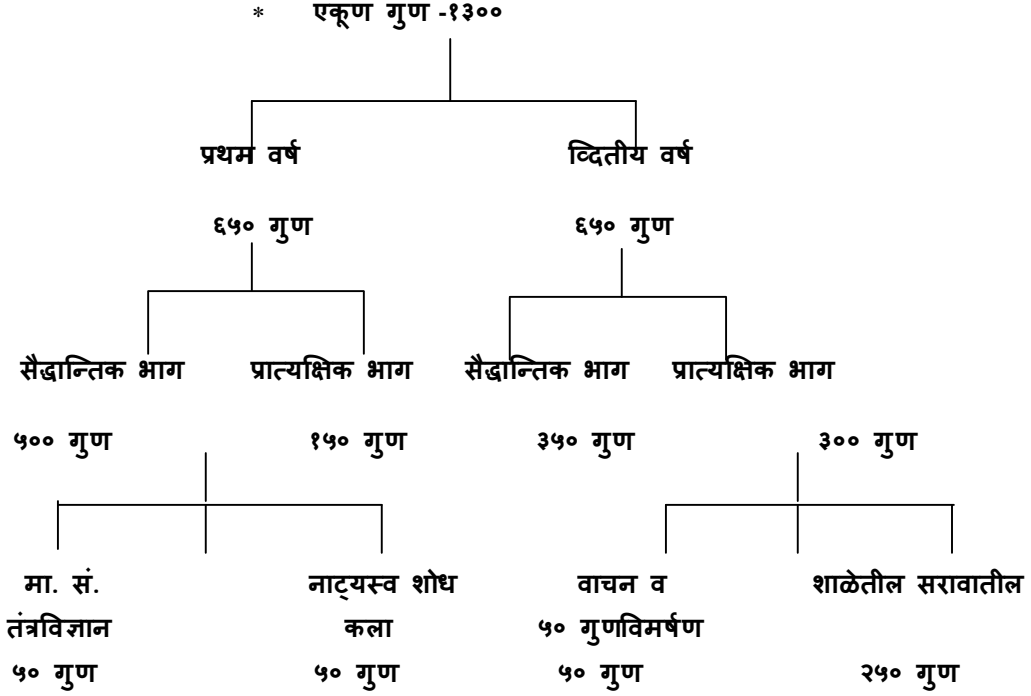 * एकूण गुण -१३००
प्रथम वर्ष व्दितीय वर्ष
६५० गुण ६५० गुण
सैद्धान्तिक भाग प्रात्यक्षिक भाग सैद्धान्तिक भाग प्रात्यक्षिक भाग
५०० गुण १५० गुण ३५० गुण ३०० गुण
मा. सं. नाट्यस्व शोध वाचन व शाळेतील सरावातील
तंत्रविज्ञान कला ५० गुणविमर्षण
५० गुण ५० गुण ५० गुण २५० गुण